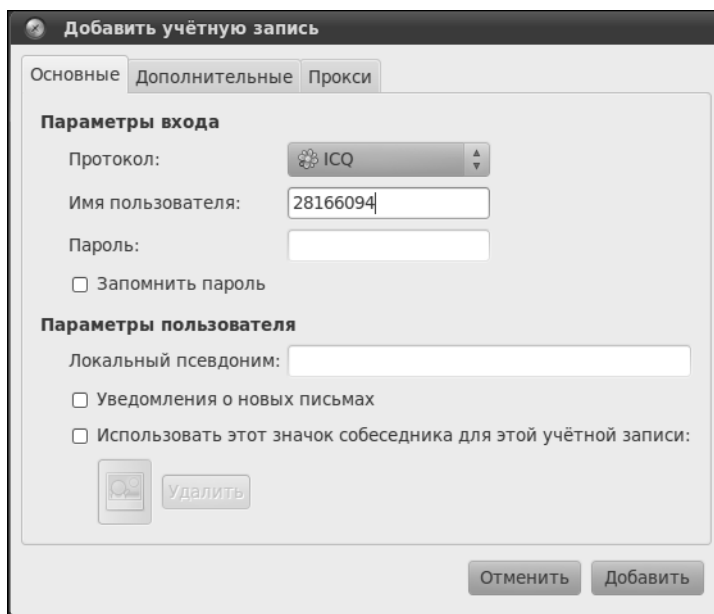 Добавить учётную запись
Основные Дополнительные Прокси
Параметры входа
Протокол: ICQ
Имя пользователя: 28166094
Пароль:
Запомнить пароль
Параметры пользователя
Локальный псевдоним:
Уведомления о новых письмах
Использовать этот значок собеседника для этой учётной записи:
Удалить
Отменить Добавить